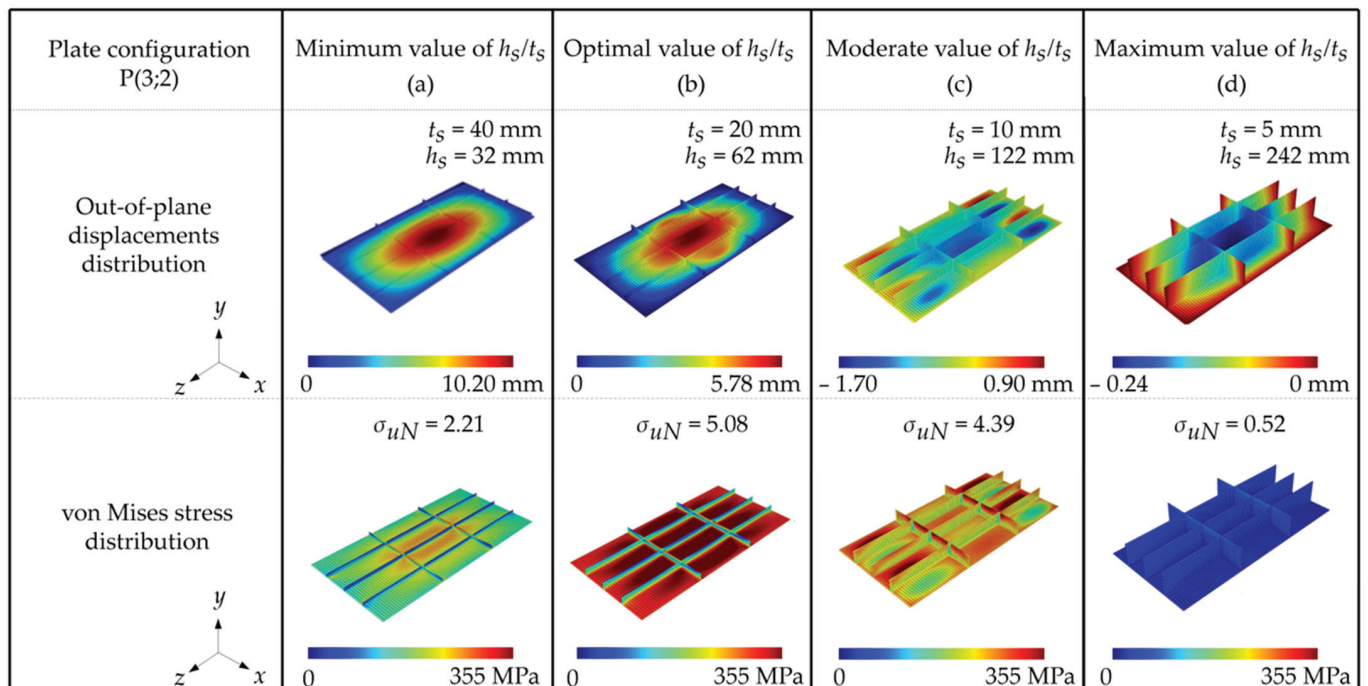 Plate configuration
P(3;2)
Minimum value of hs/ts
(a)
Optimal value of hs/ts
(b)
Moderate value of hs/ts
(c)
Maximum value of hs/ts
(d)
Out-of-plane
displacements
distribution
y
z
x
ts = 40 mm
hs = 32 mm
0
10.20 mm
ts = 20 mm
hs = 62 mm
0
5.78 mm
ts = 10 mm
hs = 122 mm
– 1.70
0.90 mm
ts = 5 mm
hs = 242 mm
– 0.24
0 mm
von Mises stress
distribution
y
z
x
σuN = 2.21
0
355 MPa
σuN = 5.08
0
355 MPa
σuN = 4.39
0
355 MPa
σuN = 0.52
0
355 MPa